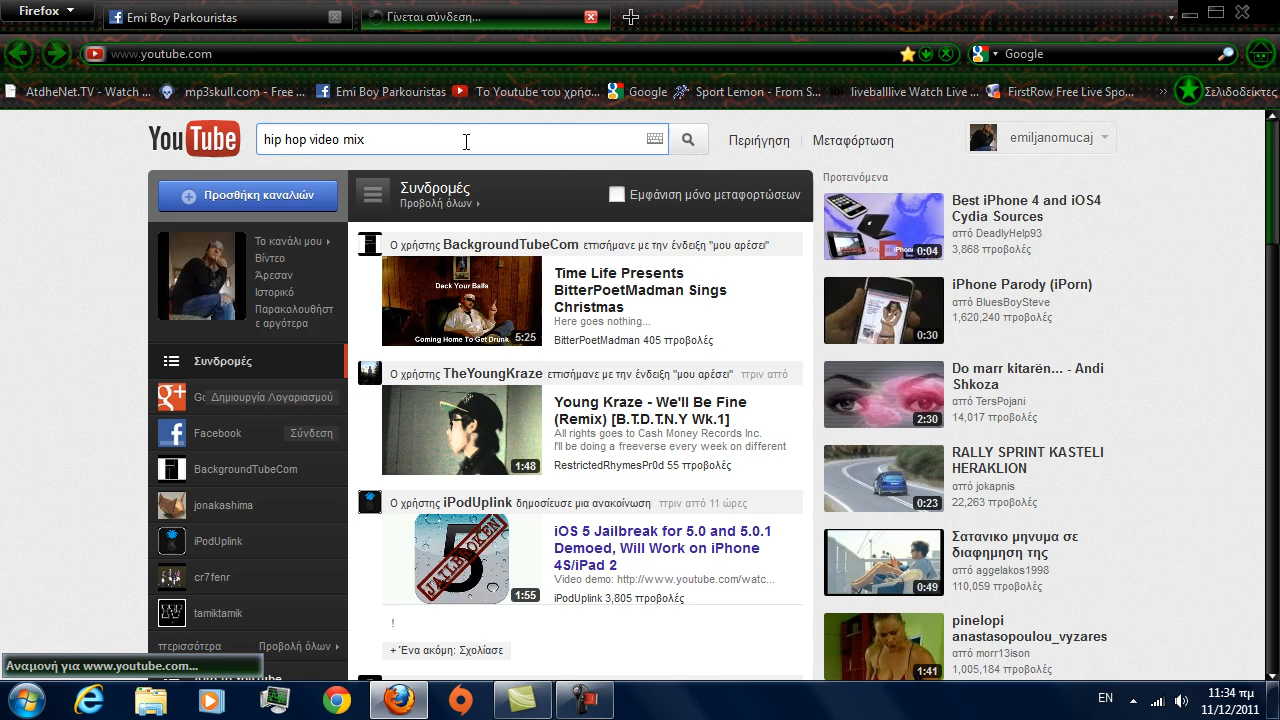 Firefox
Emi Boy Parkouristas
Γίνεται σύνδεση...
www.youtube.com
Google
AtdheNet.TV - Watch ...
mp3skull.com - Free ...
Emi Boy Parkouristas
Το Youtube του χρήσ...
Google
Sport Lemon - From S...
liveballlive Watch Live ...
FirstRow Free Live Spo...
Σελιδοδείκτες
YouTube
hip hop video mix
Περιήγηση
Μεταφόρτωση
emiljanomucaj
Προσθήκη καναλιών
Το κανάλι μου
Βίντεο
Άρεσαν
Ιστορικό
Παρακολουθήστ
ε αργότερα
Συνδρομές
Go Δημιουργία Λογαριασμού
Facebook
Σύνδεση
BackgroundTubeCom
jonakashima
iPodUplink
cr7fenr
tamiktamik
περισσότερα
Προβολή όλων
Συνδρομές
Προβολή όλων
Εμφάνιση μόνο μεταφορτώσεων
Ο χρήστης BackgroundTubeCom επισήμανε με την ένδειξη "μου αρέσει"
Deck Your Balls
Coming Home To Get Drunk
5:25
Time Life Presents
BitterPoetMadman Sings
Christmas
Here goes nothing...
BitterPoetMadman 405 προβολές
Ο χρήστης TheYoungKraze επισήμανε με την ένδειξη "μου αρέσει" πριν από
1:48
Young Kraze - We'll Be Fine
(Remix) [B.T.D.T.N.Y Wk.1]
All rights goes to Cash Money Records Inc.
I'll be doing a freeverse every week on different
RestrictedRhymesPr0d 55 προβολές
Ο χρήστης iPodUplink δημοσίευσε μια ανακοίνωση πριν από 11 ώρες
5
JAILBROKEN
1:55
iOS 5 Jailbreak for 5.0 and 5.0.1
Demoed, Will Work on iPhone
4S/iPad 2
Video demo: http://www.youtube.com/watc...
iPodUplink 3,805 προβολές
!
+ Ένα ακόμη: Σχολίασε
Προτεινόμενα
0:04
Best iPhone 4 and iOS4
Cydia Sources
από DeadlyHelp93
3,868 προβολές
0:30
iPhone Parody (iPorn)
από BluesBoySteve
1,620,240 προβολές
2:30
Do marr kitarën... - Andi
Shkoza
από TersPojani
14,017 προβολές
0:23
RALLY SPRINT KASTELI
HERAKLION
από jokapnis
22,263 προβολές
0:49
Σατανικο μηνυμα σε
διαφημηση της
από aggelakos1998
110,059 προβολές
1:41
pinelopi
anastasopoulou_vyzares
από morr13ison
1,005,184 προβολές
Αναμονή για www.youtube.com...
EN
11:34 πμ
11/12/2011